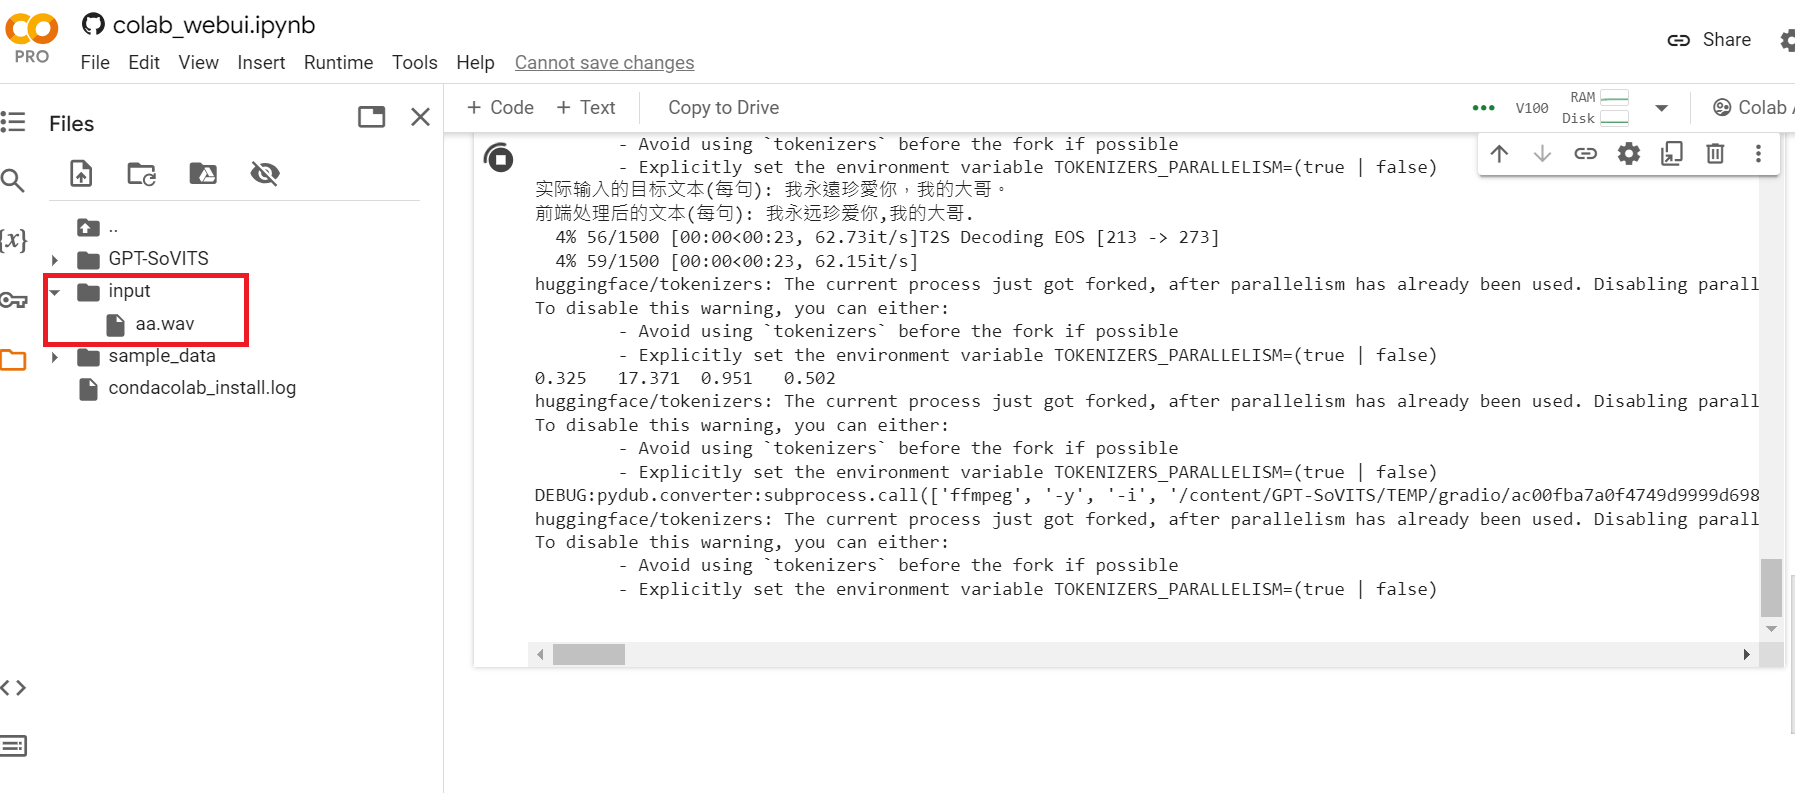 colab_webui.ipynb
PRO
File Edit View Insert Runtime Tools Help Cannot save changes
Share
Files
+ Code + Text Copy to Drive
V100
RAM
Disk
Colab
{x}
..
GPT-SoVITS
input
aa.wav
sample_data
condacolab_install.log
- Avoid using `tokenizers` before the fork if possible
- Explicitly set the environment variable TOKENIZERS_PARALLELISM=(true | false)
实际输入的目标文本(每句): 我永遠珍愛你，我的大哥。
前端处理后的文本(每句): 我永远珍爱你,我的大哥.
4% 56/1500 [00:00<00:23, 62.73it/s]T2S Decoding EOS [213 -> 273]
4% 59/1500 [00:00<00:23, 62.15it/s]
huggingface/tokenizers: The current process just got forked, after parallelism has already been used. Disabling parall
To disable this warning, you can either:
- Avoid using `tokenizers` before the fork if possible
- Explicitly set the environment variable TOKENIZERS_PARALLELISM=(true | false)
0.325 17.371 0.951 0.502
huggingface/tokenizers: The current process just got forked, after parallelism has already been used. Disabling parall
To disable this warning, you can either:
- Avoid using `tokenizers` before the fork if possible
- Explicitly set the environment variable TOKENIZERS_PARALLELISM=(true | false)
DEBUG:pydub.converter:subprocess.call(['ffmpeg', '-y', '-i', '/content/GPT-SoVITS/TEMP/gradio/ac00fba7a0f4749d9999d698
huggingface/tokenizers: The current process just got forked, after parallelism has already been used. Disabling parall
To disable this warning, you can either:
- Avoid using `tokenizers` before the fork if possible
- Explicitly set the environment variable TOKENIZERS_PARALLELISM=(true | false)